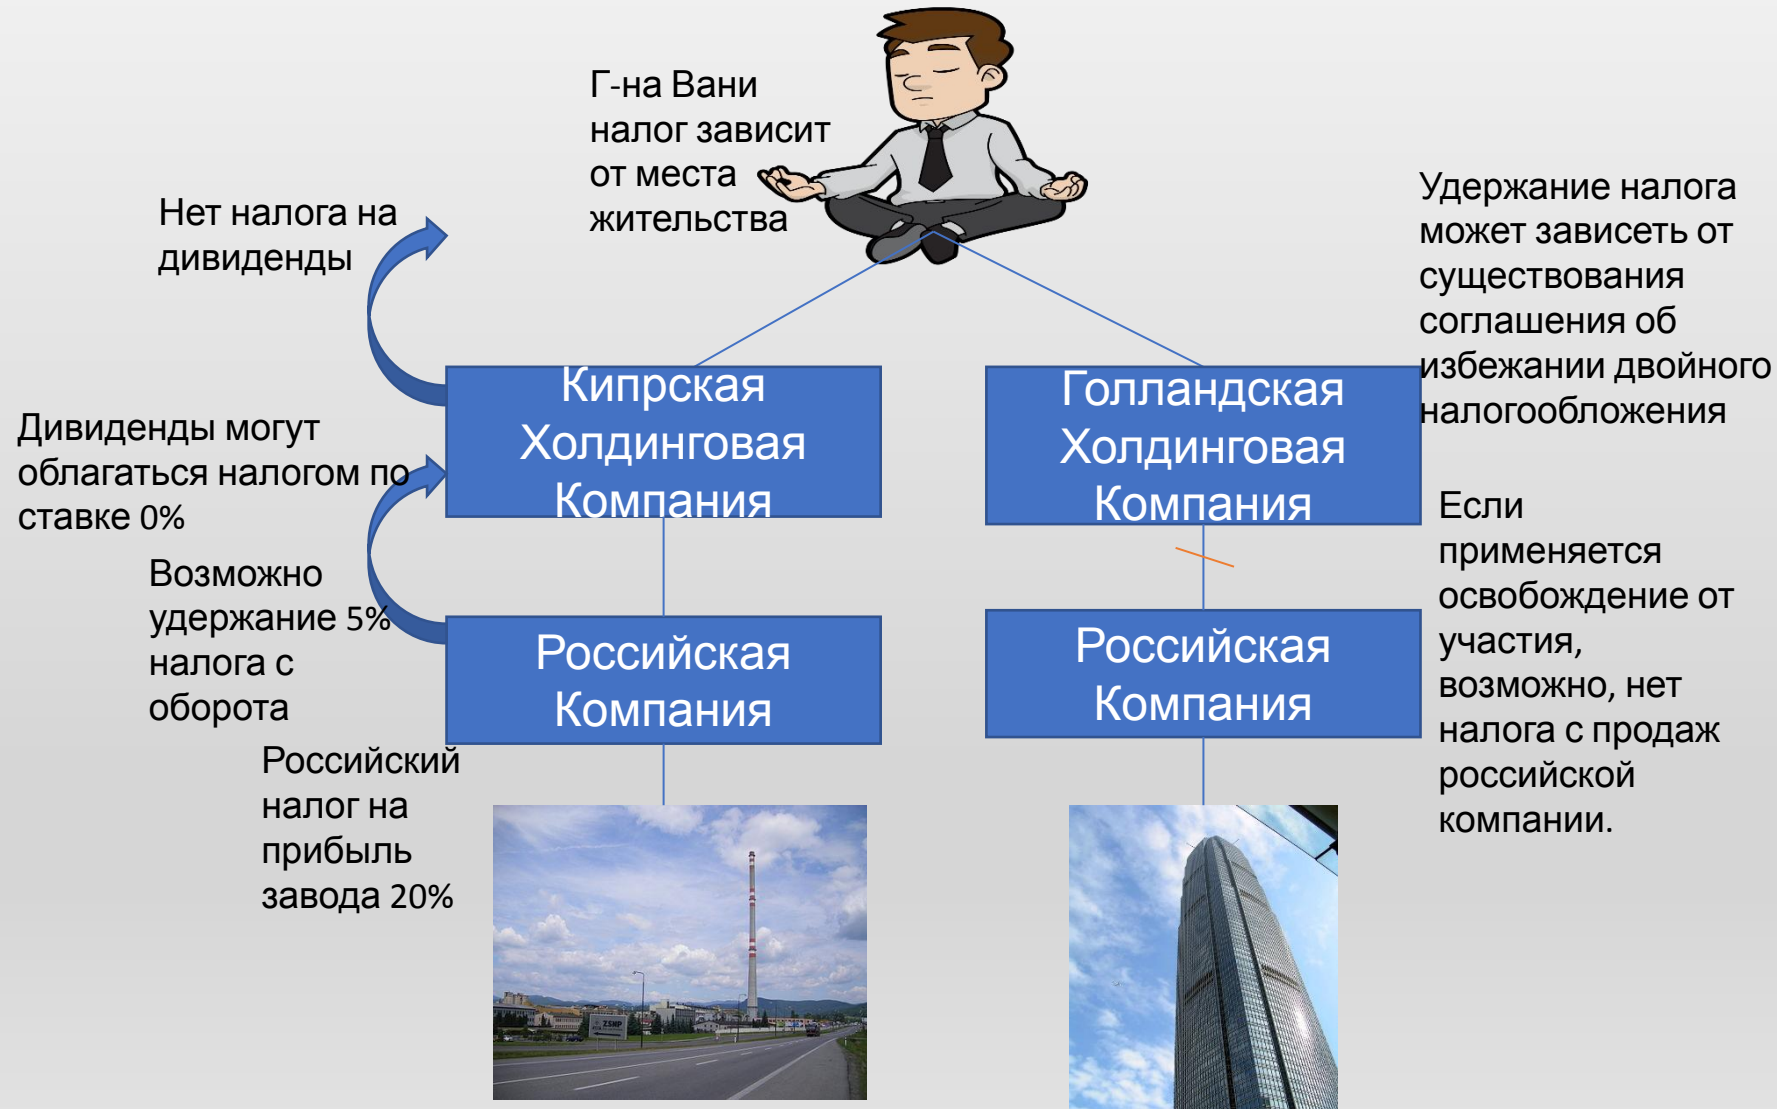 Г-на Вани
налог зависит
от места
жительства
Нет налога на
дивиденды
Удержание налога
может зависеть от
существования
соглашения об
избежании двойного
налогообложения
Кипрская
Холдинговая
Компания
Голландская
Холдинговая
Компания
Дивиденды могут
облагаться налогом по
ставке 0%
Если
применяется
освобождение от
участия,
возможно, нет
налога с продаж
российской
компании.
Возможно
удержание 5%
налога с
оборота
Российская
Компания
Российская
Компания
Российский
налог на
прибыль
завода 20%
ZSNP